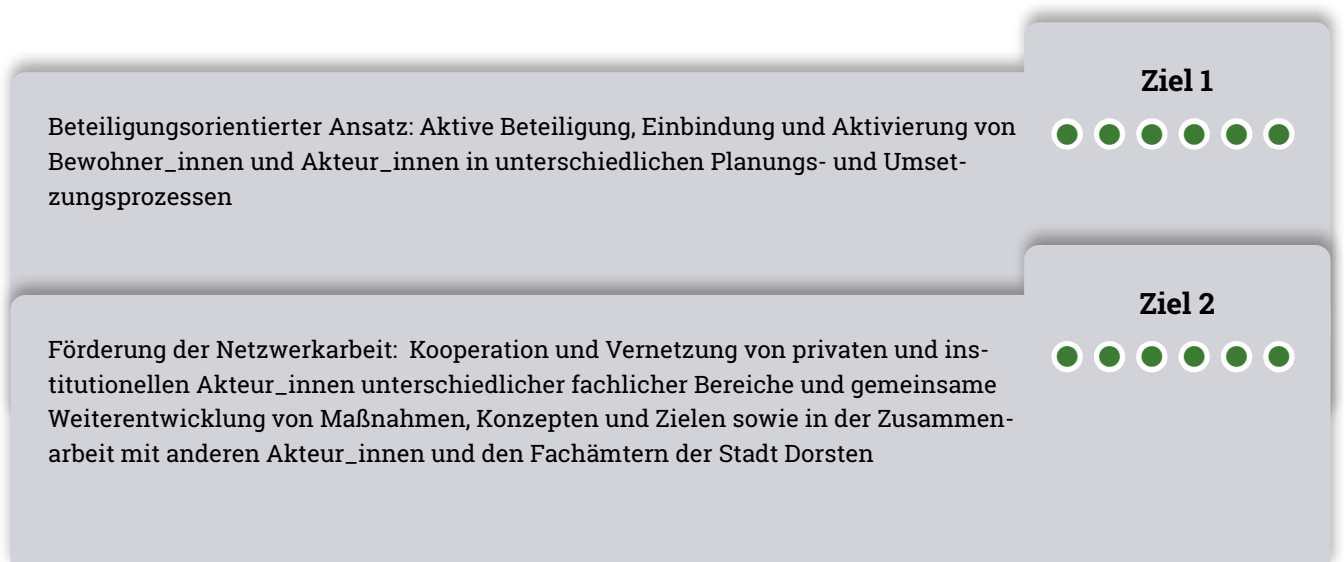 Ziel 1
Beteiligungsorientierter Ansatz: Aktive Beteiligung, Einbindung und Aktivierung von
Bewohner_innen und Akteur_innen in unterschiedlichen Planungs- und Umset-
zungsprozessen
Ziel 2
Förderung der Netzwerkarbeit:  Kooperation und Vernetzung von privaten und ins-
titutionellen Akteur_innen unterschiedlicher fachlicher Bereiche und gemeinsame
Weiterentwicklung von Maßnahmen, Konzepten und Zielen sowie in der Zusammen-
arbeit mit anderen Akteur_innen und den Fachämtern der Stadt Dorsten